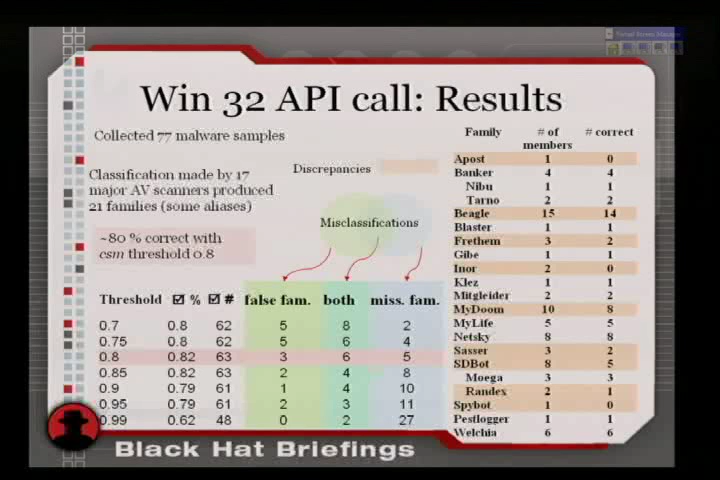 Win 32 API call: Results
Collected 77 malware samples
Classification made by 17
major AV scanners produced
21 families (some aliases)
~80 % correct with
csm threshold 0.8
Discrepancies
Misclassifications
Threshold % # false fam. both miss. fam.
0.7 0.8 62 5 8 2
0.75 0.8 62 5 6 4
0.8 0.82 63 3 6 5
0.85 0.82 63 2 4 8
0.9 0.79 61 1 4 10
0.95 0.79 61 2 3 11
0.99 0.62 48 0 2 27
Family # of members # correct
Apost 1 0
Banker 4 4
Nibu 1 1
Tarno 2 2
Beagle 15 14
Blaster 1 1
Frethem 3 2
Gibe 1 1
Inor 2 0
Klez 1 1
Mitgleider 2 2
MyDoom 10 8
MyLife 5 5
Netsky 8 8
Sasser 3 2
SDBot 8 5
Moega 3 3
Randex 2 1
Spybot 1 0
Pestlogger 1 1
Welchia 6 6
Black Hat Briefings